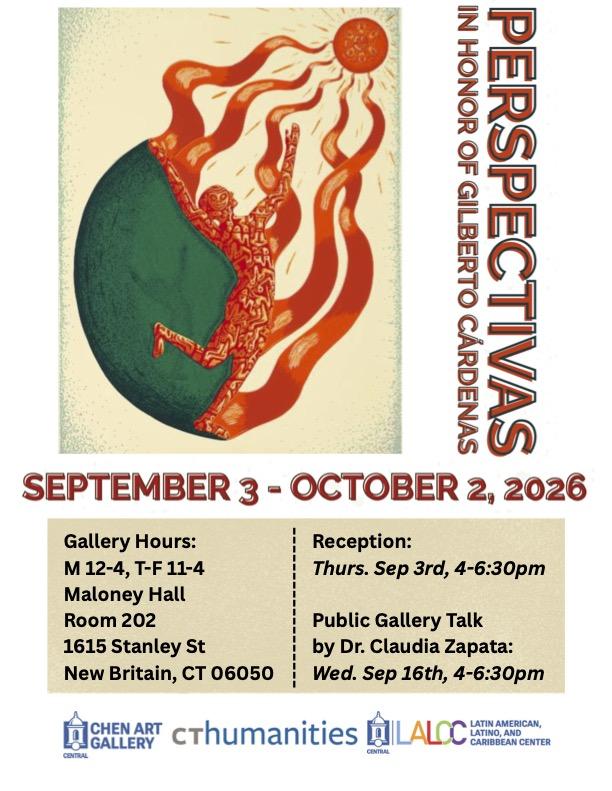 PERSPECTIVAS
IN HONOR OF GILBERTO CÁRDENAS
SEPTEMBER 3 - OCTOBER 2, 2026
Gallery Hours:
M 12-4, T-F 11-4
Maloney Hall
Room 202
1615 Stanley St
New Britain, CT 06050
Reception:
Thurs. Sep 3rd, 4-6:30pm
Public Gallery Talk
by Dr. Claudia Zapata:
Wed. Sep 16th, 4-6:30pm
CENTRAL
CHEN ART
GALLERY
CThumanities
CENTRAL
LALCC
LATIN AMERICAN,
LATINO, AND
CARIBBEAN CENTER